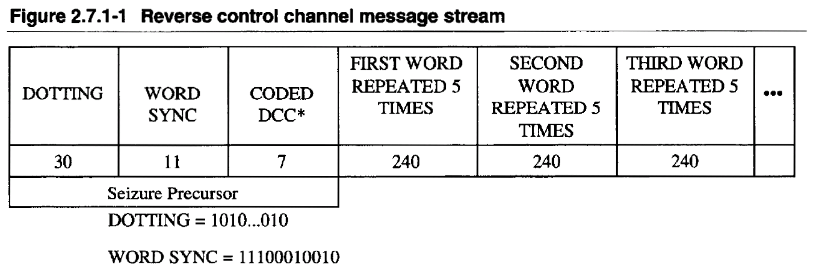 Figure 2.7.1-1 Reverse control channel message stream
DOTTING
WORD
SYNC
CODED
DCC*
FIRST WORD
REPEATED 5
TIMES
SECOND
WORD
REPEATED 5
TIMES
THIRD WORD
REPEATED 5
TIMES
...
30
11
7
240
240
240
Seizure Precursor
DOTTING = 1010...010
WORD SYNC = 11100010010